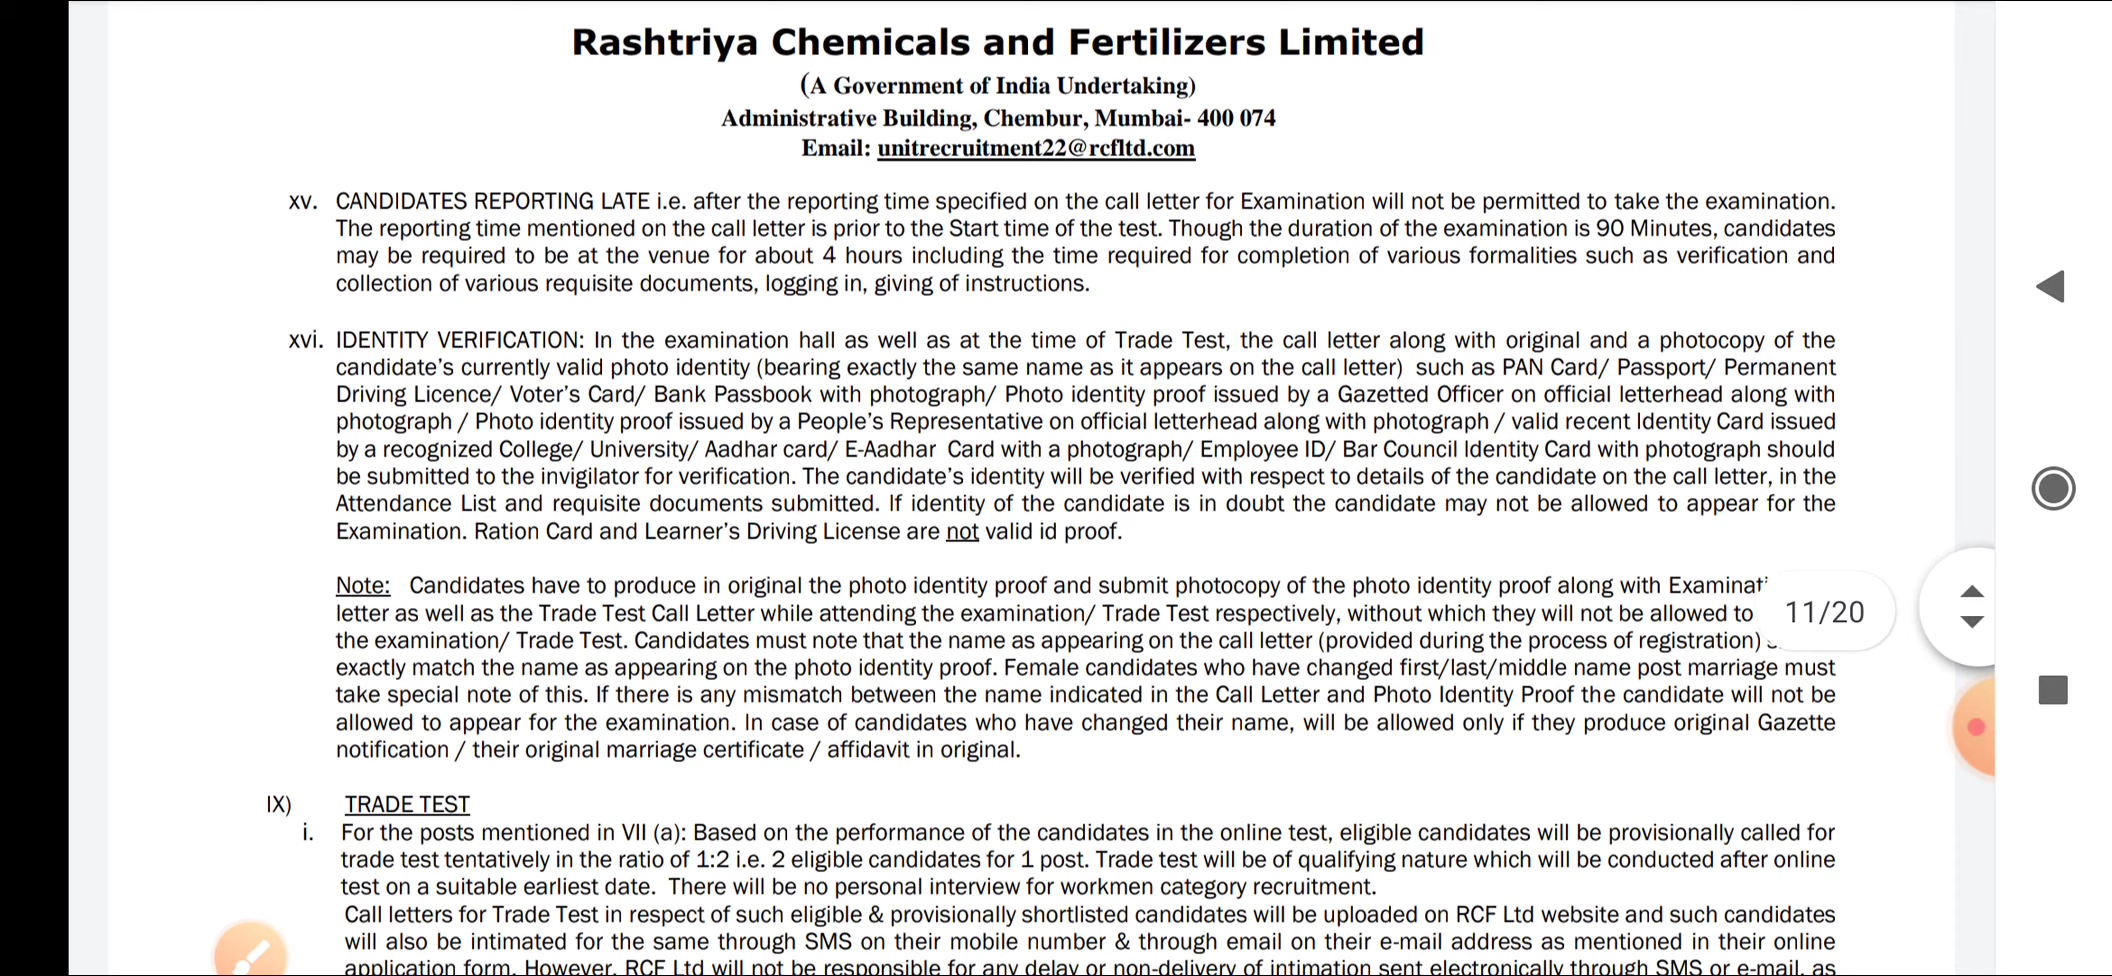 Rashtriya Chemicals and Fertilizers Limited
(A Government of India Undertaking)
Administrative Building, Chembur, Mumbai- 400 074
Email: unitrecruitment22@rcfltd.com
xv. CANDIDATES REPORTING LATE i.e. after the reporting time specified on the call letter for Examination will not be permitted to take the examination.
The reporting time mentioned on the call letter is prior to the Start time of the test. Though the duration of the examination is 90 Minutes, candidates
may be required to be at the venue for about 4 hours including the time required for completion of various formalities such as verification and
collection of various requisite documents, logging in, giving of instructions.
xvi. IDENTITY VERIFICATION: In the examination hall as well as at the time of Trade Test, the call letter along with original and a photocopy of the
candidate's currently valid photo identity (bearing exactly the same name as it appears on the call letter) such as PAN Card/ Passport/ Permanent
Driving Licence/ Voter's Card/ Bank Passbook with photograph/ Photo identity proof issued by a Gazetted Officer on official letterhead along with
photograph / Photo identity proof issued by a People's Representative on official letterhead along with photograph / valid recent Identity Card issued
by a recognized College/ University/ Aadhar card/ E-Aadhar Card with a photograph/ Employee ID/ Bar Council Identity Card with photograph should
be submitted to the invigilator for verification. The candidate's identity will be verified with respect to details of the candidate on the call letter, in the
Attendance List and requisite documents submitted. If identity of the candidate is in doubt the candidate may not be allowed to appear for the
Examination. Ration Card and Learner's Driving License are not valid id proof.
Note: Candidates have to produce in original the photo identity proof and submit photocopy of the photo identity proof along with
letter as well as the Trade Test Call Letter while attending the examination/ Trade Test respectively, without which they will not be allowed to
11/20
the examination/ Trade Test. Candidates must note that the name as appearing on the call letter (provided during the process of registration)
exactly match the name as appearing on the photo identity proof. Female candidates who have changed first/last/middle name post marriage must
take special note of this. If there is any mismatch between the name indicated in the Call Letter and Photo Identity Proof the candidate will not be
allowed to appear for the examination. In case of candidates who have changed their name, will be allowed only if they produce original Gazette
notification / their original marriage certificate / affidavit in original.
IX) TRADE TEST
i. For the posts mentioned in VII (a): Based on the performance of the candidates in the online test, eligible candidates will be provisionally called for
trade test tentatively in the ratio of 1:2 i.e. 2 eligible candidates for 1 post. Trade test will be of qualifying nature which will be conducted after online
test on a suitable earliest date. There will be no personal interview for workmen category recruitment.
Call letters for Trade Test in respect of such eligible & provisionally shortlisted candidates will be uploaded on RCF Ltd website and such candidates
will also be intimated for the same through SMS on their mobile number & through email on their e-mail address as mentioned in their online
application form. However, RCF Ltd will not be responsible for any delay or non-delivery of intimation sent electronically through SMS or e-mail, as